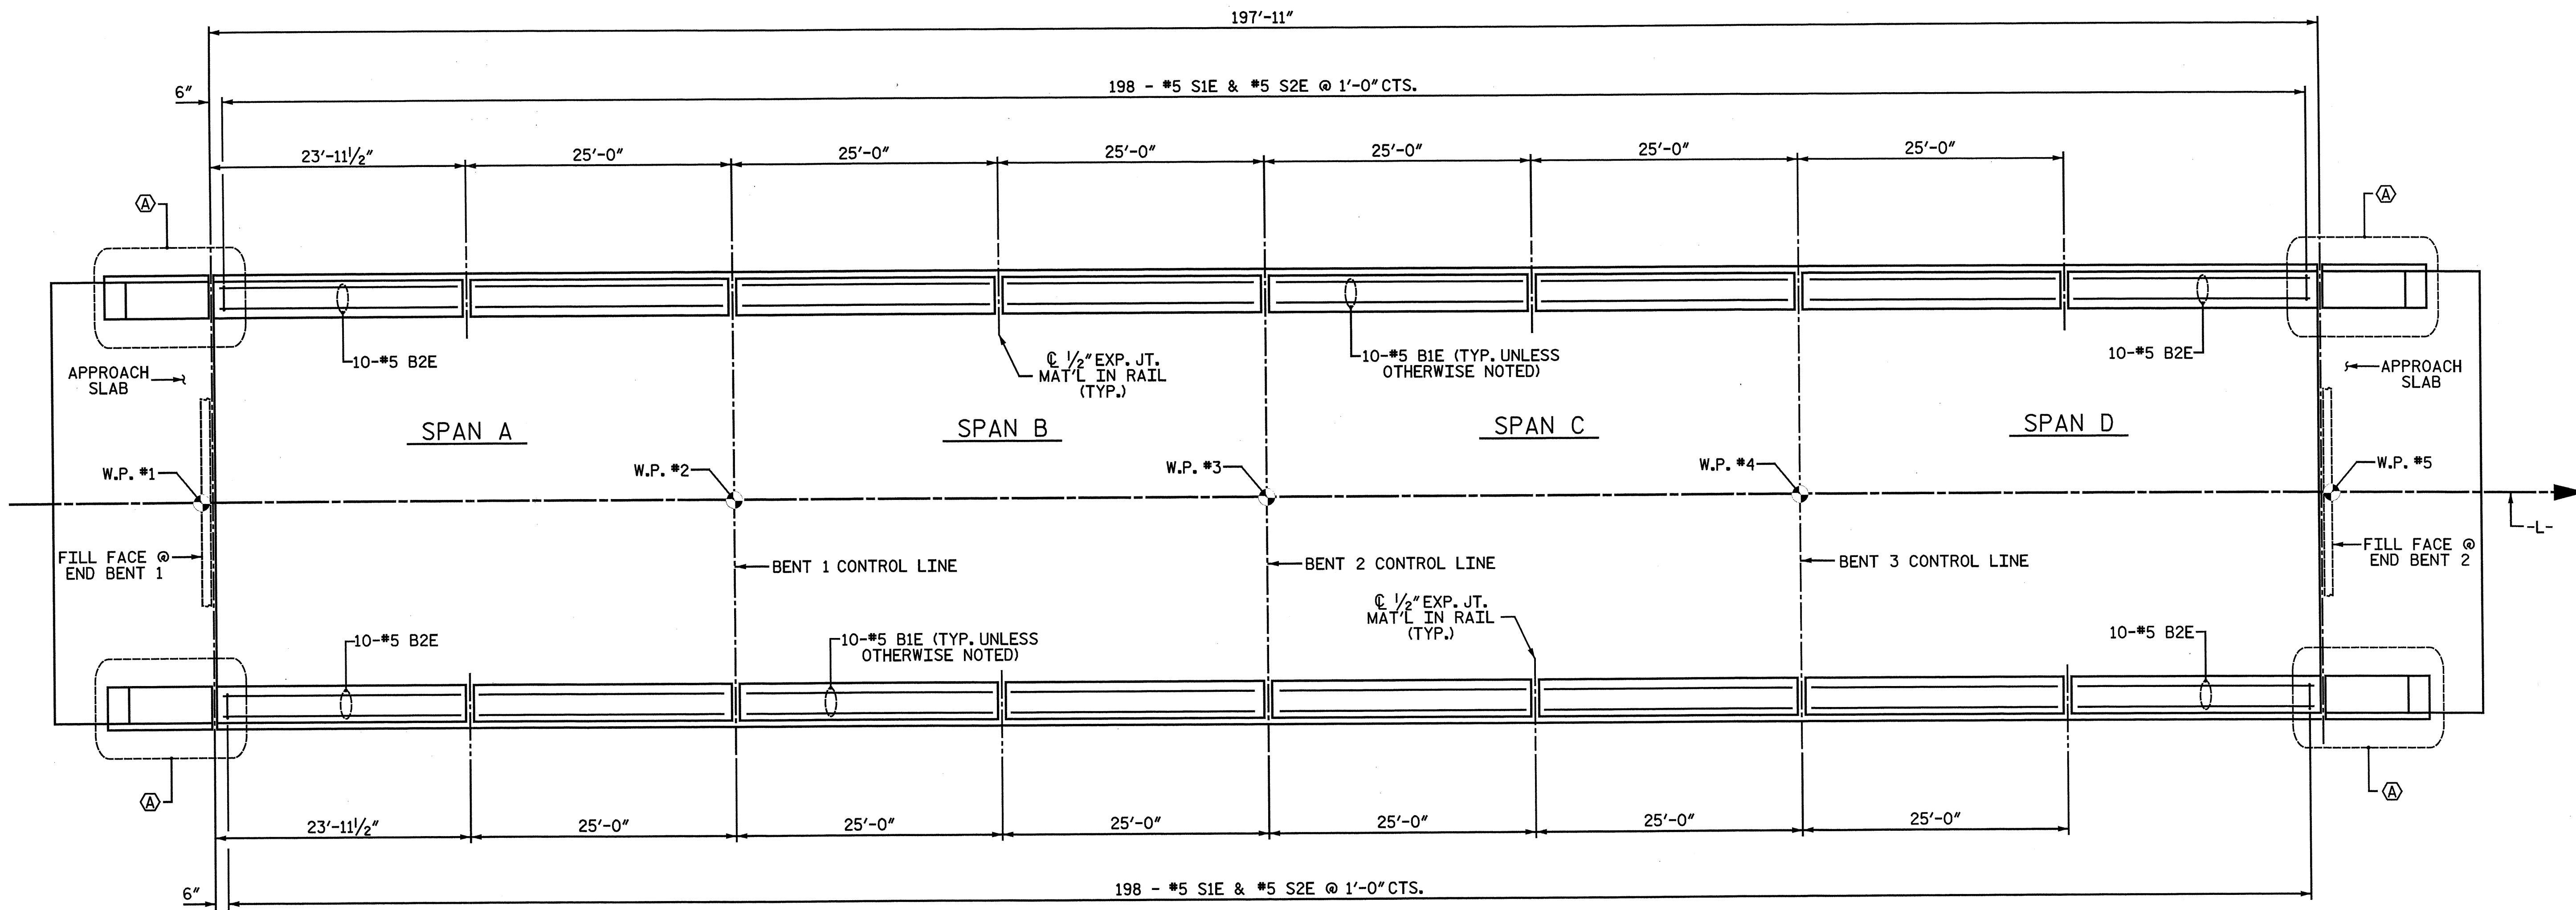 197'-11"
6"
198 - #5 S1E & #5 S2E @ 1'-0" CTS.
23'-11 1/2"
25'-0"
25'-0"
25'-0"
25'-0"
25'-0"
25'-0"
A
A
10-#5 B2E
℄ 1/2" EXP. JT.
MAT'L IN RAIL
(TYP.)
10-#5 B1E (TYP. UNLESS
OTHERWISE NOTED)
10-#5 B2E
APPROACH
SLAB
APPROACH
SLAB
SPAN A
SPAN B
SPAN C
SPAN D
W.P. #1
W.P. #2
W.P. #3
W.P. #4
W.P. #5
-L-
FILL FACE @
END BENT 1
BENT 1 CONTROL LINE
BENT 2 CONTROL LINE
BENT 3 CONTROL LINE
FILL FACE @
END BENT 2
10-#5 B2E
10-#5 B1E (TYP. UNLESS
OTHERWISE NOTED)
℄ 1/2" EXP. JT.
MAT'L IN RAIL
(TYP.)
10-#5 B2E
A
A
23'-11 1/2"
25'-0"
25'-0"
25'-0"
25'-0"
25'-0"
25'-0"
6"
198 - #5 S1E & #5 S2E @ 1'-0" CTS.